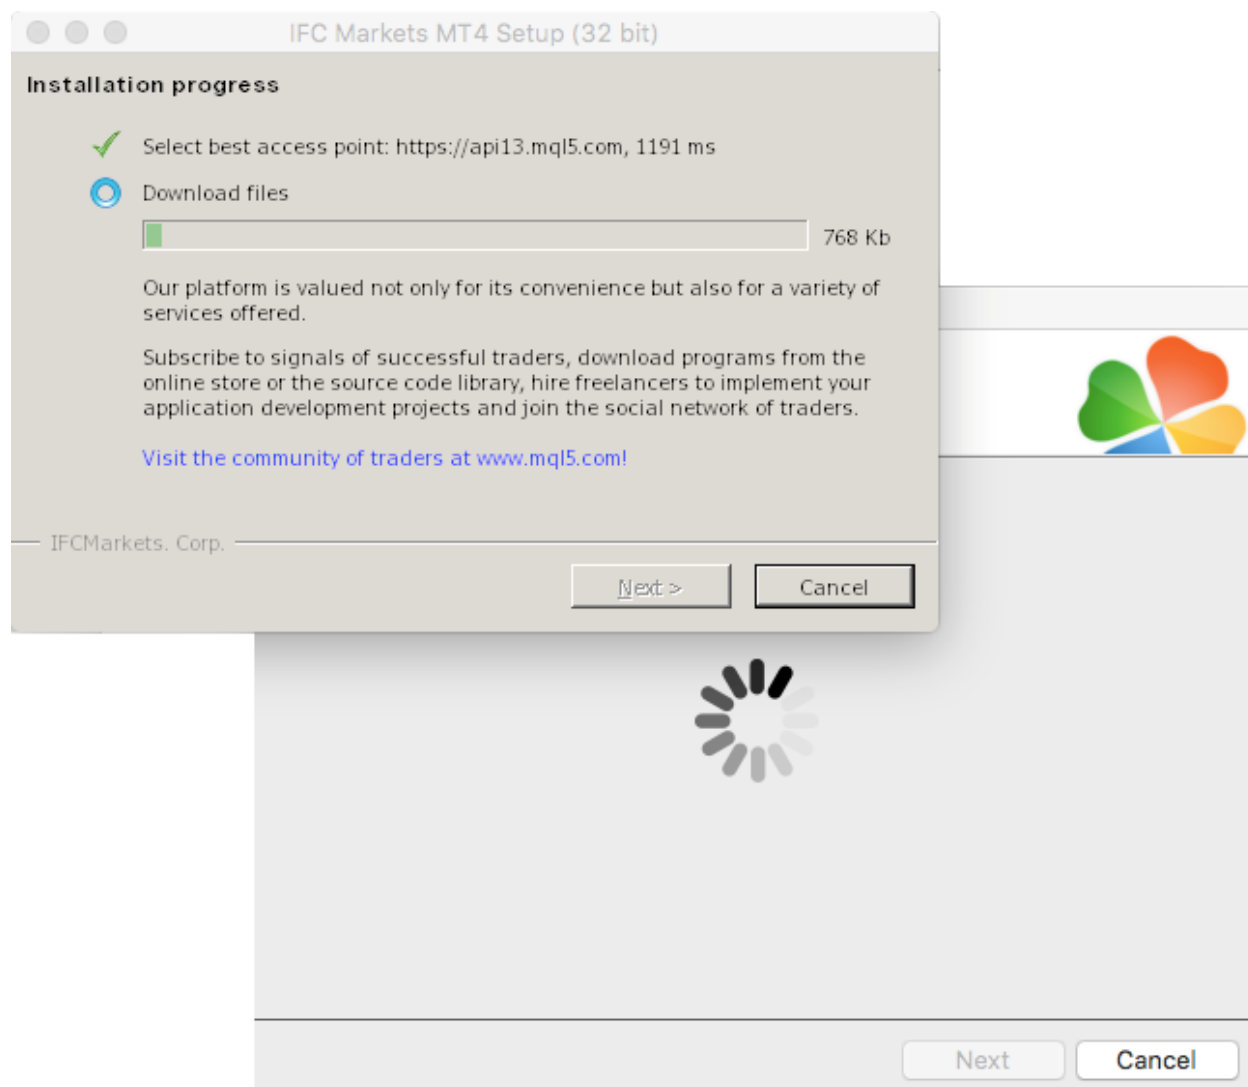 IFC Markets MT4 Setup (32 bit)
Installation progress
Select best access point: https://api13.mql5.com, 1191 ms
Download files
768 Kb
Our platform is valued not only for its convenience but also for a variety of
services offered.
Subscribe to signals of successful traders, download programs from the
online store or the source code library, hire freelancers to implement your
application development projects and join the social network of traders.
Visit the community of traders at www.mql5.com!
IFCMarkets. Corp.
Next >
Cancel
Next
Cancel